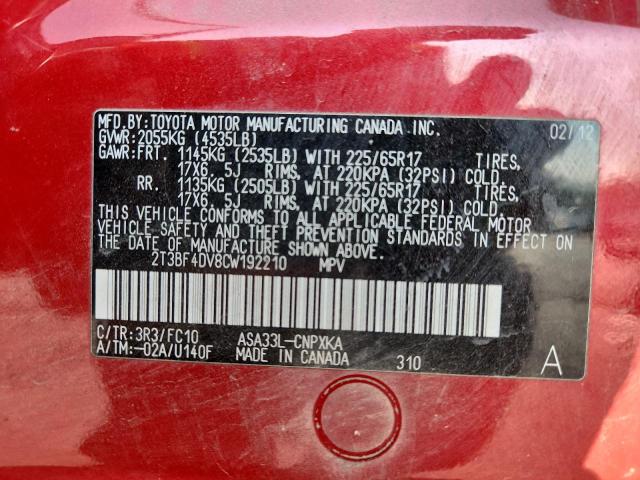 MFD.BY:TOYOTA MOTOR MANUFACTURING CANADA INC. 02/12
GVWR:2055KG (4535LB)
GAWR:FRT. 1145KG (2535LB) WITH 225/65R17 TIRES,
17X6. 5J RIMS, AT 220KPA (32PSI) COLD.
RR. 1135KG (2505LB) WITH 225/65R17 TIRES,
17X6. 5J RIMS, AT 220KPA (32PSI) COLD.
THIS VEHICLE CONFORMS TO ALL APPLICABLE FEDERAL MOTOR
VEHICLE SAFETY AND BUMPER STANDARDS IN EFFECT ON
THE DATE OF MANUFACTURE SHOWN ABOVE.
2T3BF4DV8CW192210 MPV
C/TR:3R3/FC10 ASA33L-CNPXKA
A/TM:-02A/U140F MADE IN CANADA 310 A